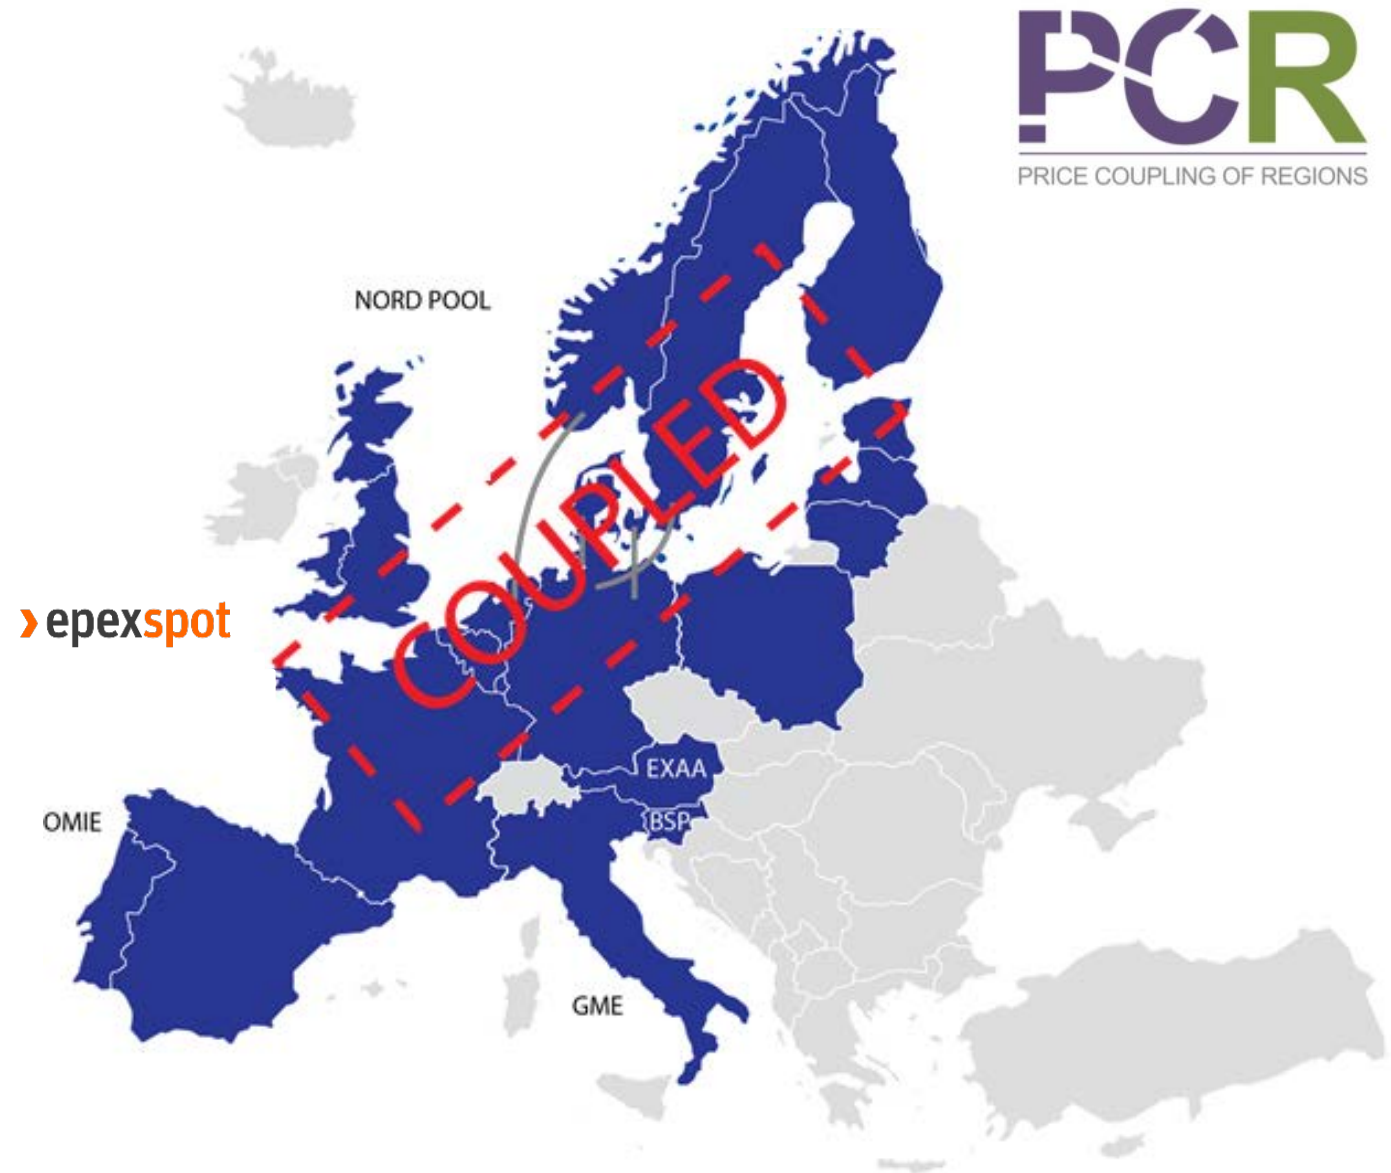 PCR
PRICE COUPLING OF REGIONS
NORD POOL
COUPLED
epexspot
EXAA
OMIE
BSP
GME